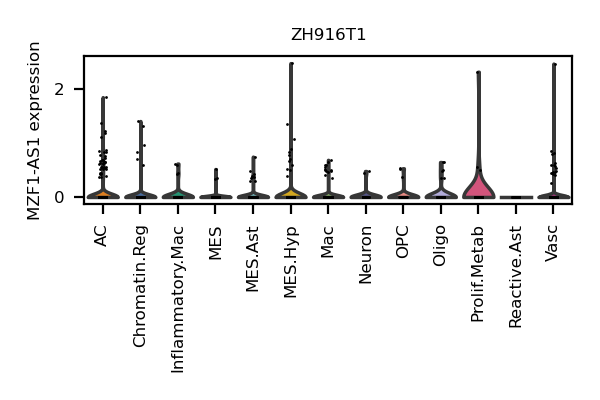 ZH916T1
MZF1-AS1 expression
2
0
AC
Chromatin.Reg
Inflammatory.Mac
MES
MES.Ast
MES.Hyp
Mac
Neuron
OPC
Oligo
Prolif.Metab
Reactive.Ast
Vasc